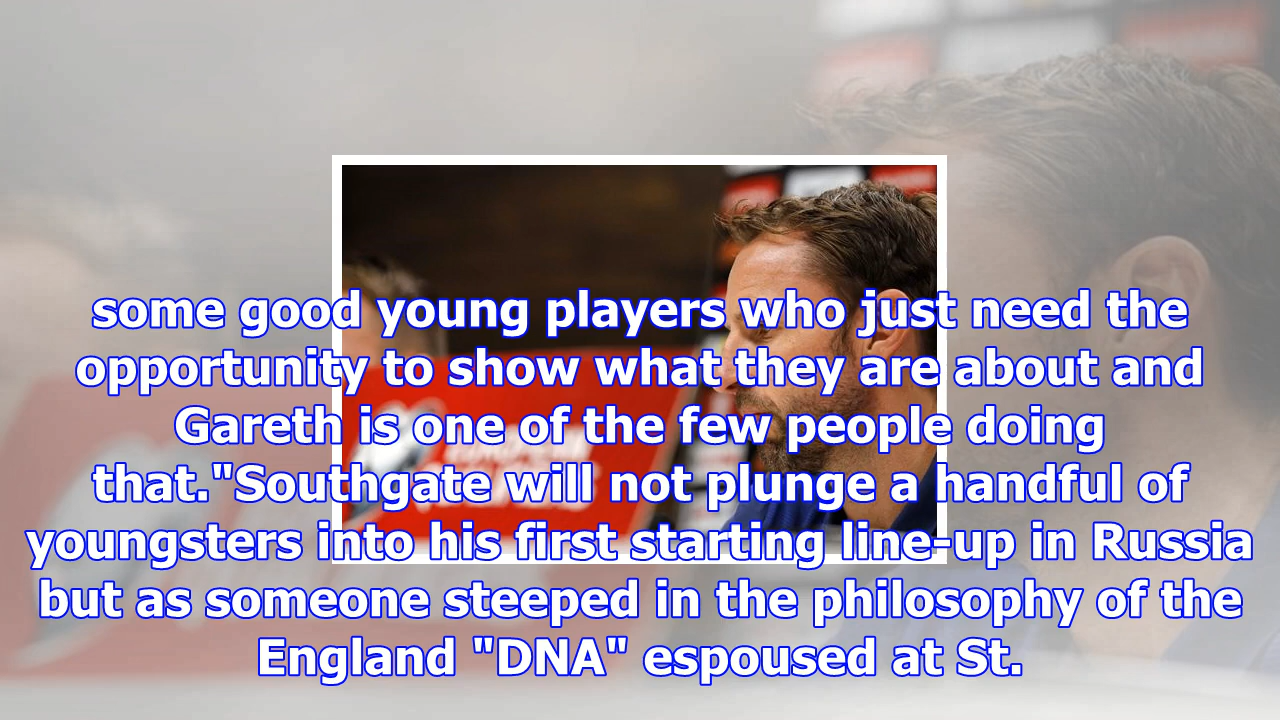 some good young players who just need the
opportunity to show what they are about and
Gareth is one of the few people doing
that."Southgate will not plunge a handful of
youngsters into his first starting line-up in Russia
but as someone steeped in the philosophy of the
England "DNA" espoused at St.